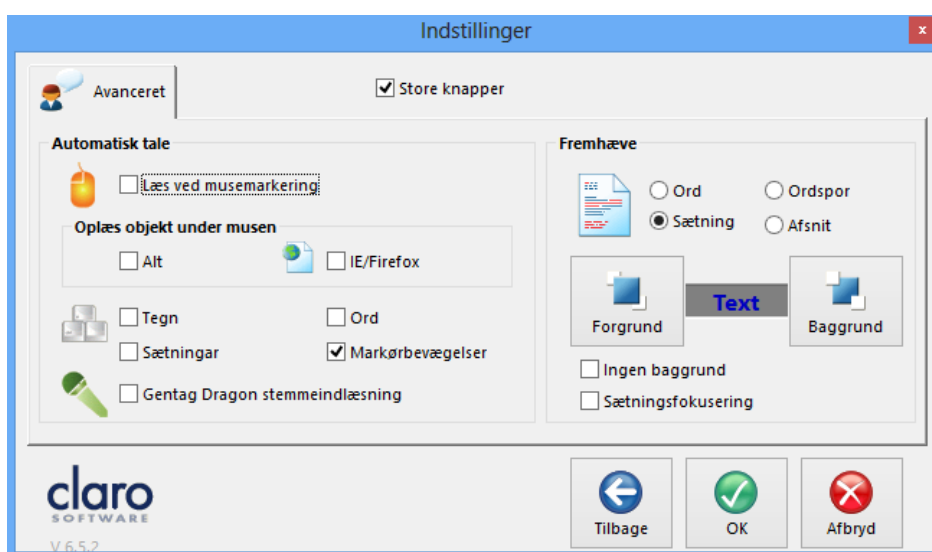 Indstillinger
x
Avanceret
Store knapper
Automatisk tale
Læs ved musemarkering
Oplæs objekt under musen
Alt
IE/Firefox
Tegn
Ord
Sætningar
Markørbevægelser
Gentag Dragon stemmeindlæsning
Fremhæve
Ord
Ordspor
Sætning
Afsnit
Forgrund
Text
Baggrund
Ingen baggrund
Sætningsfokusering
claro
SOFTWARE
V 6.5.2
Tilbage
OK
Afbryd